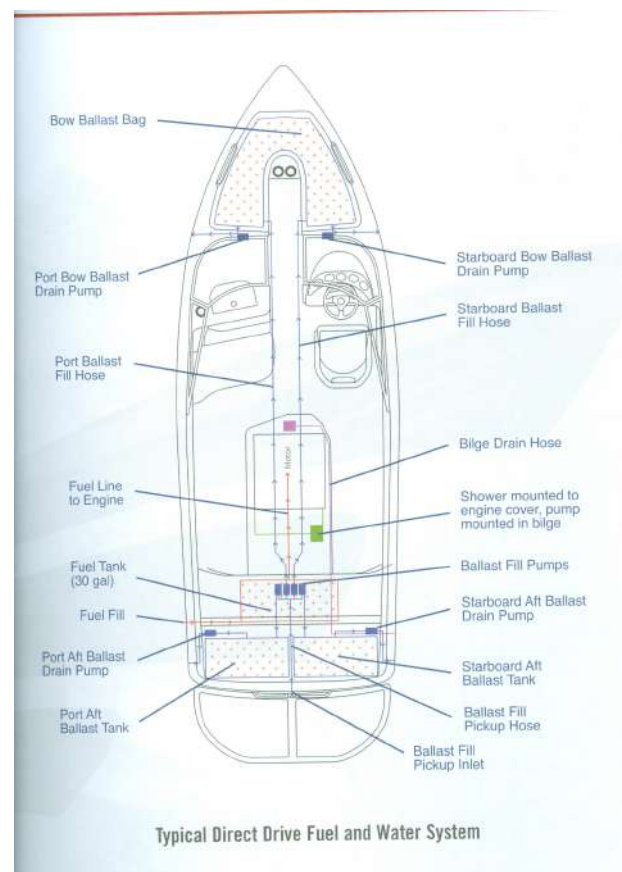 Bow Ballast Bag
Port Bow Ballast
Drain Pump
Starboard Bow Ballast
Drain Pump
Starboard Ballast
Fill Hose
Port Ballast
Fill Hose
Motor
Bilge Drain Hose
Fuel Line
to Engine
Shower mounted to
engine cover, pump
mounted in bilge
Fuel Tank
(30 gal)
Ballast Fill Pumps
Fuel Fill
Starboard Aft Ballast
Drain Pump
Port Aft Ballast
Drain Pump
Starboard Aft
Ballast Tank
Port Aft
Ballast Tank
Ballast Fill
Pickup Hose
Ballast Fill
Pickup Inlet
Typical Direct Drive Fuel and Water System